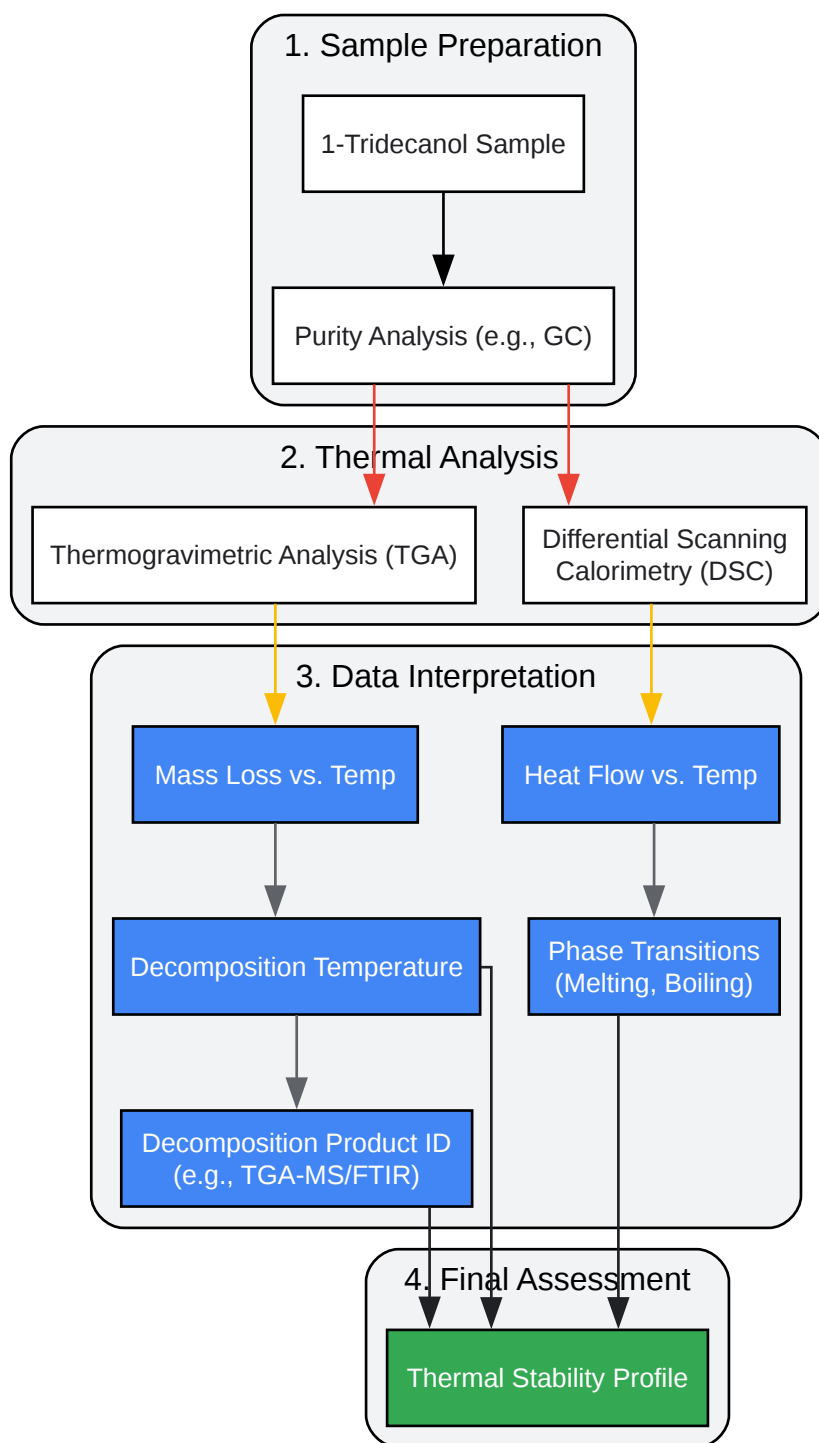 1. Sample Preparation
1-Tridecanol Sample
Purity Analysis (e.g., GC)
2. Thermal Analysis
Thermogravimetric Analysis (TGA)
Differential Scanning
Calorimetry (DSC)
3. Data Interpretation
Mass Loss vs. Temp
Heat Flow vs. Temp
Decomposition Temperature
Phase Transitions
(Melting, Boiling)
Decomposition Product ID
(e.g., TGA-MS/FTIR)
4. Final Assessment
Thermal Stability Profile